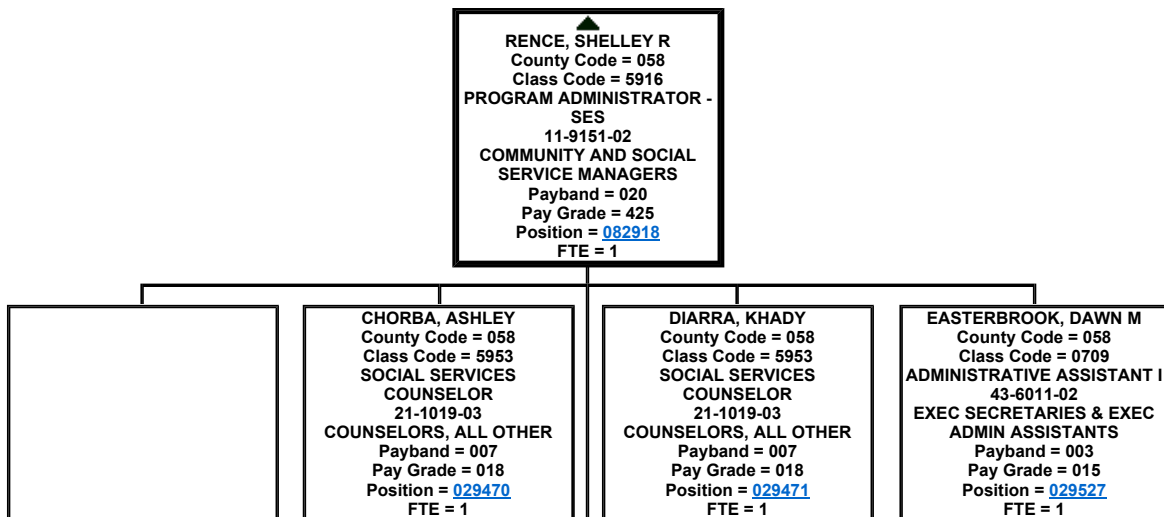 RENCE, SHELLEY R
County Code = 058
Class Code = 5916
PROGRAM ADMINISTRATOR -
SES
11-9151-02
COMMUNITY AND SOCIAL
SERVICE MANAGERS
Payband = 020
Pay Grade = 425
Position = 082918
FTE = 1
CHORBA, ASHLEY
County Code = 058
Class Code = 5953
SOCIAL SERVICES
COUNSELOR
21-1019-03
COUNSELORS, ALL OTHER
Payband = 007
Pay Grade = 018
Position = 029470
FTE = 1
DIARRA, KHADY
County Code = 058
Class Code = 5953
SOCIAL SERVICES
COUNSELOR
21-1019-03
COUNSELORS, ALL OTHER
Payband = 007
Pay Grade = 018
Position = 029471
FTE = 1
EASTERBROOK, DAWN M
County Code = 058
Class Code = 0709
ADMINISTRATIVE ASSISTANT I
43-6011-02
EXEC SECRETARIES & EXEC
ADMIN ASSISTANTS
Payband = 003
Pay Grade = 015
Position = 029527
FTE = 1